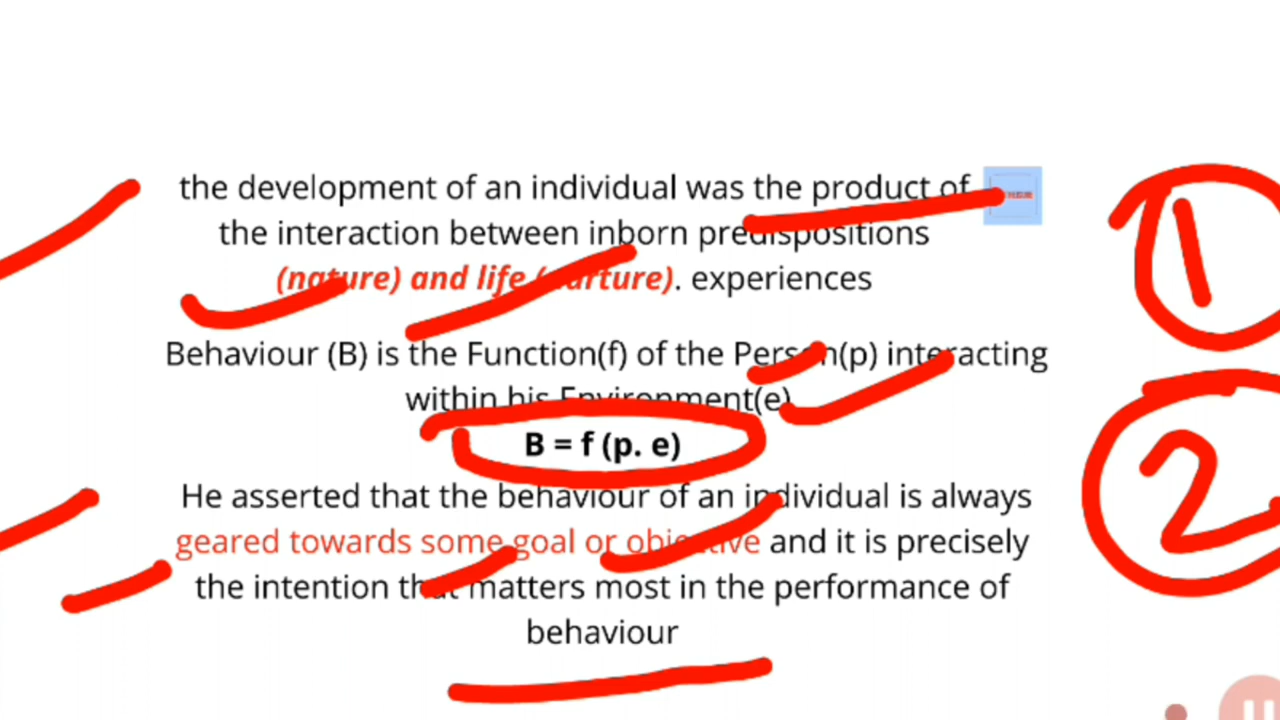 the development of an individual was the product of
the interaction between inborn predispositions
(nature) and life (nurture). experiences
Behaviour (B) is the Function(f) of the Person(p) interacting
within his Environment(e)
B = f (p. e)
He asserted that the behaviour of an individual is always
geared towards some goal or objective and it is precisely
the intention that matters most in the performance of
behaviour
1
2